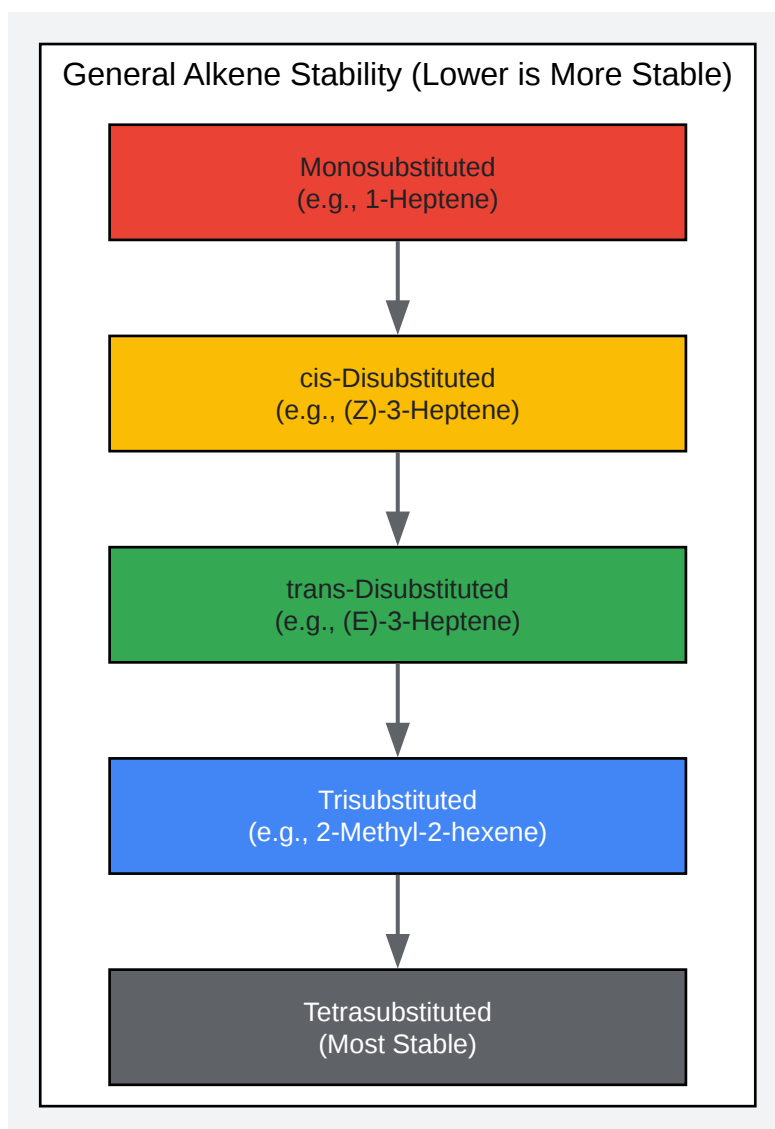 General Alkene Stability (Lower is More Stable)
Monosubstituted
(e.g., 1-Heptene)
cis-Disubstituted
(e.g., (Z)-3-Heptene)
trans-Disubstituted
(e.g., (E)-3-Heptene)
Trisubstituted
(e.g., 2-Methyl-2-hexene)
Tetrasubstituted
(Most Stable)